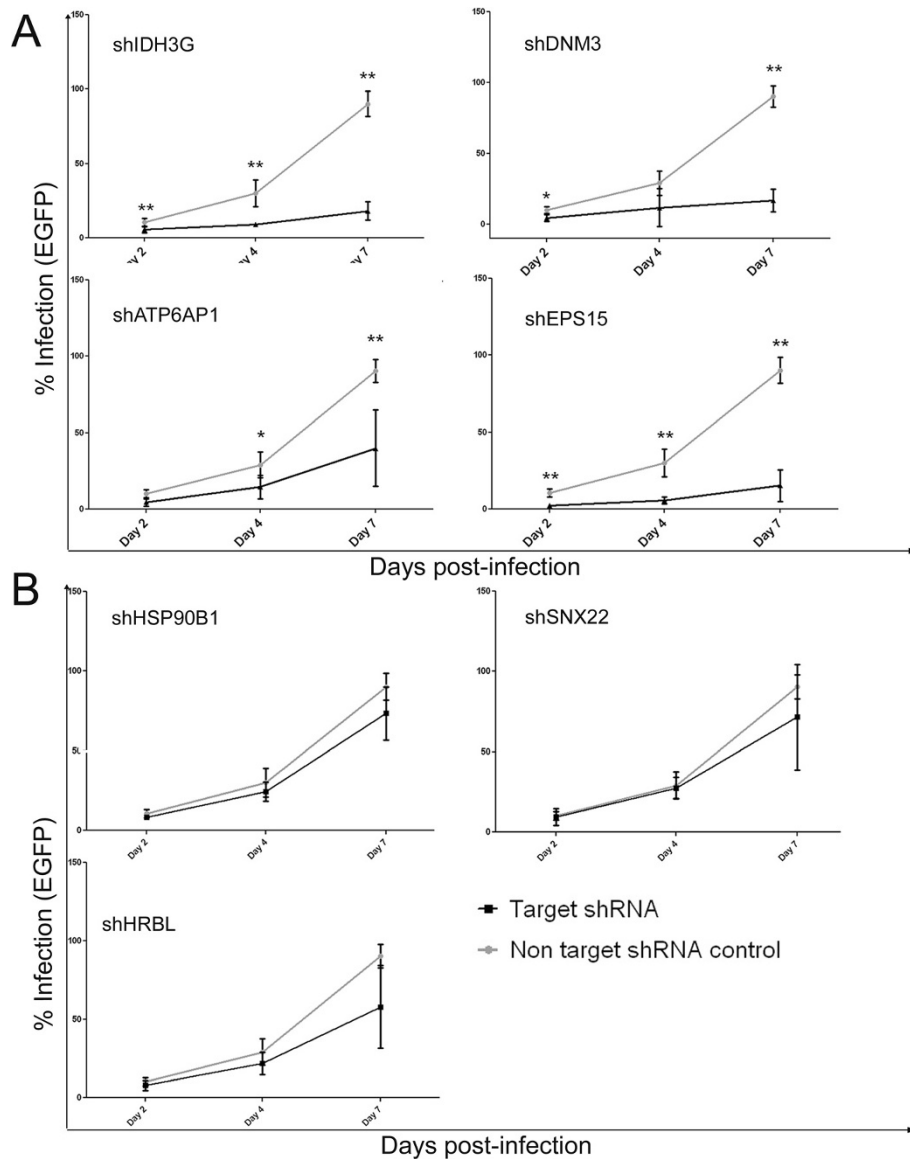 A
shIDH3G
150
100
50
0
**
**
**
Day 4
Day 7
shDNM3
150
100
50
0
*
**
Day 2
Day 4
Day 7
shATP6AP1
150
100
50
0
*
**
Day 2
Day 4
Day 7
shEPS15
150
100
50
0
**
**
**
Day 2
Day 4
Day 7
% Infection (EGFP)
Days post-infection
B
shHSP90B1
150
100
50
0
Day 2
Day 4
Day 7
shSNX22
150
100
50
0
Day 2
Day 4
Day 7
shHRBL
150
100
50
0
Day 2
Day 4
Day 7
Target shRNA
Non target shRNA control
% Infection (EGFP)
Days post-infection